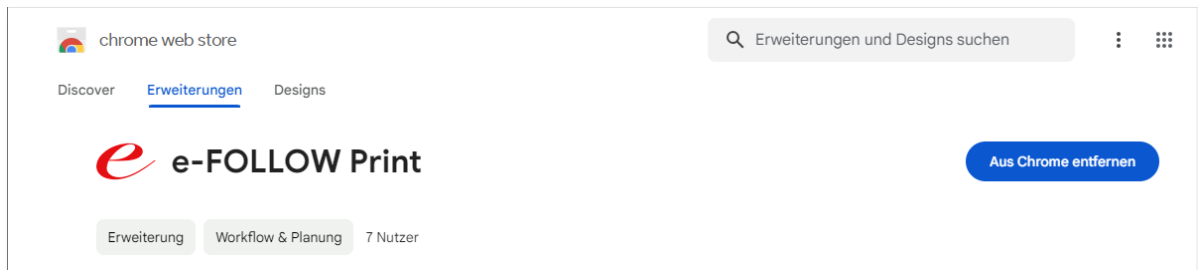 chrome web store
Erweiterungen und Designs suchen
Discover Erweiterungen Designs
e e-FOLLOW Print
Aus Chrome entfernen
Erweiterung Workflow & Planung 7 Nutzer